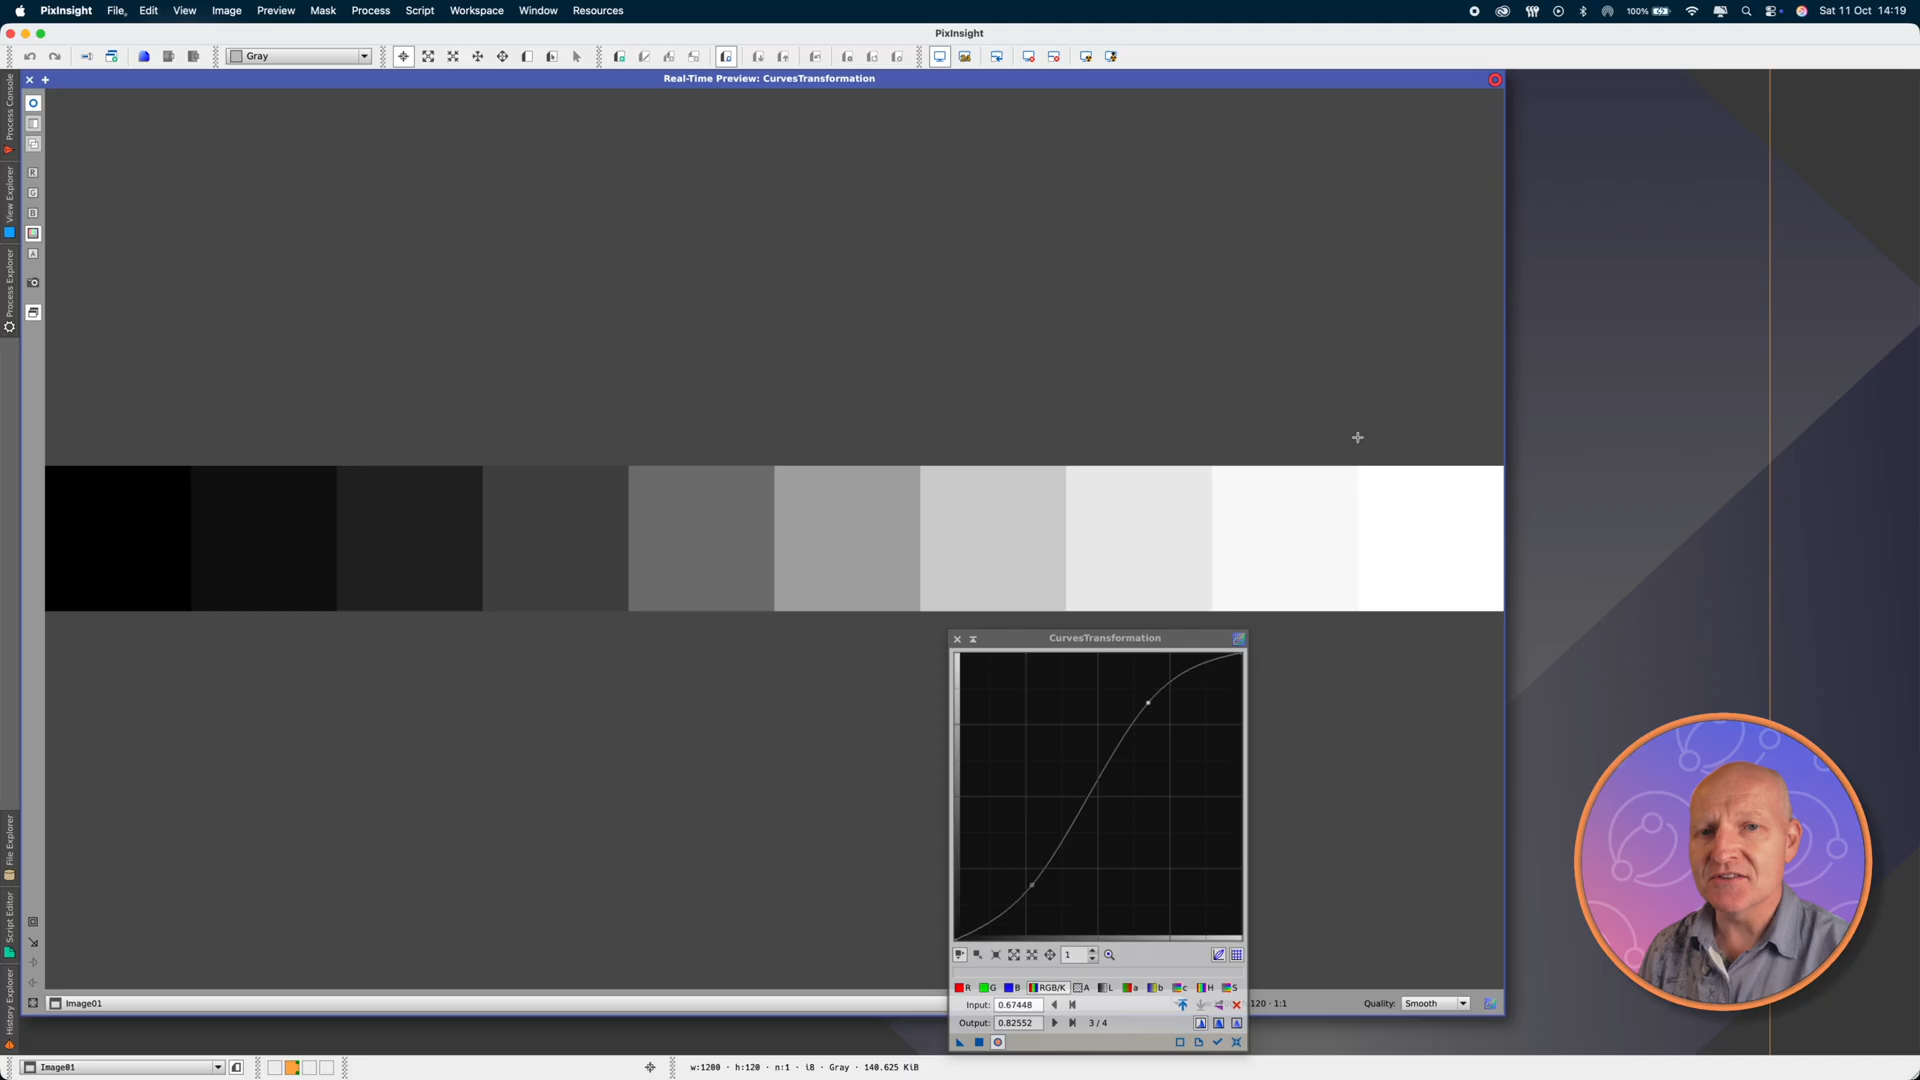 PixInsight File Edit View Image Preview Mask Process Script Workspace Window Resources 100% Sat 11 Oct 14:19
PixInsight
Gray
Real-Time Preview: CurvesTransformation
Process Console
View Explorer
Process Explorer
File Explorer
Script Editor
History Explorer
R
G
B
A
CurvesTransformation
1
R G B RGB/K A L a b c H S
Input: 0.67448
Output: 0.82552 3 / 4
Image01 120 · 1:1 Quality: Smooth
Image01 w:1200 · h:120 · n:1 · i8 · Gray · 140.625 KiB